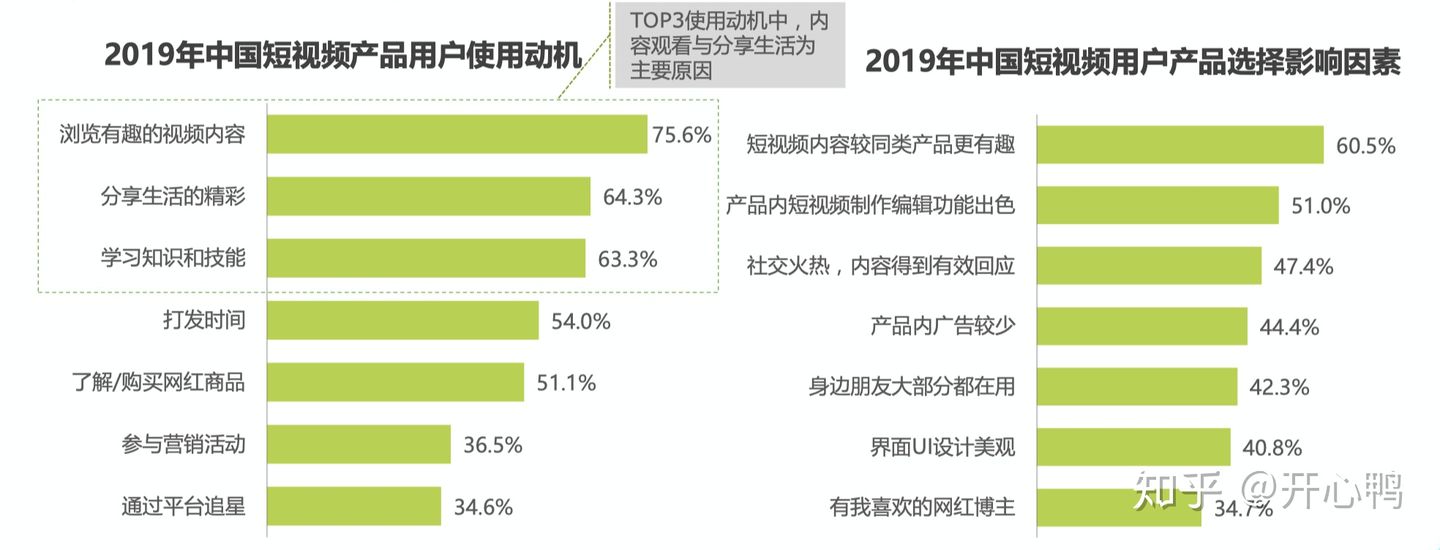 2019年中国短视频产品用户使用动机
TOP3使用动机中，内
容观看与分享生活为
主要原因
浏览有趣的视频内容 75.6%
分享生活的精彩 64.3%
学习知识和技能 63.3%
打发时间 54.0%
了解/购买网红商品 51.1%
参与营销活动 36.5%
通过平台追星 34.6%
2019年中国短视频用户产品选择影响因素
短视频内容较同类产品更有趣 60.5%
产品内短视频制作编辑功能出色 51.0%
社交火热，内容得到有效回应 47.4%
产品内广告较少 44.4%
身边朋友大部分都在用 42.3%
界面UI设计美观 40.8%
有我喜欢的网红博主 34.7%
知乎 @开心鸭